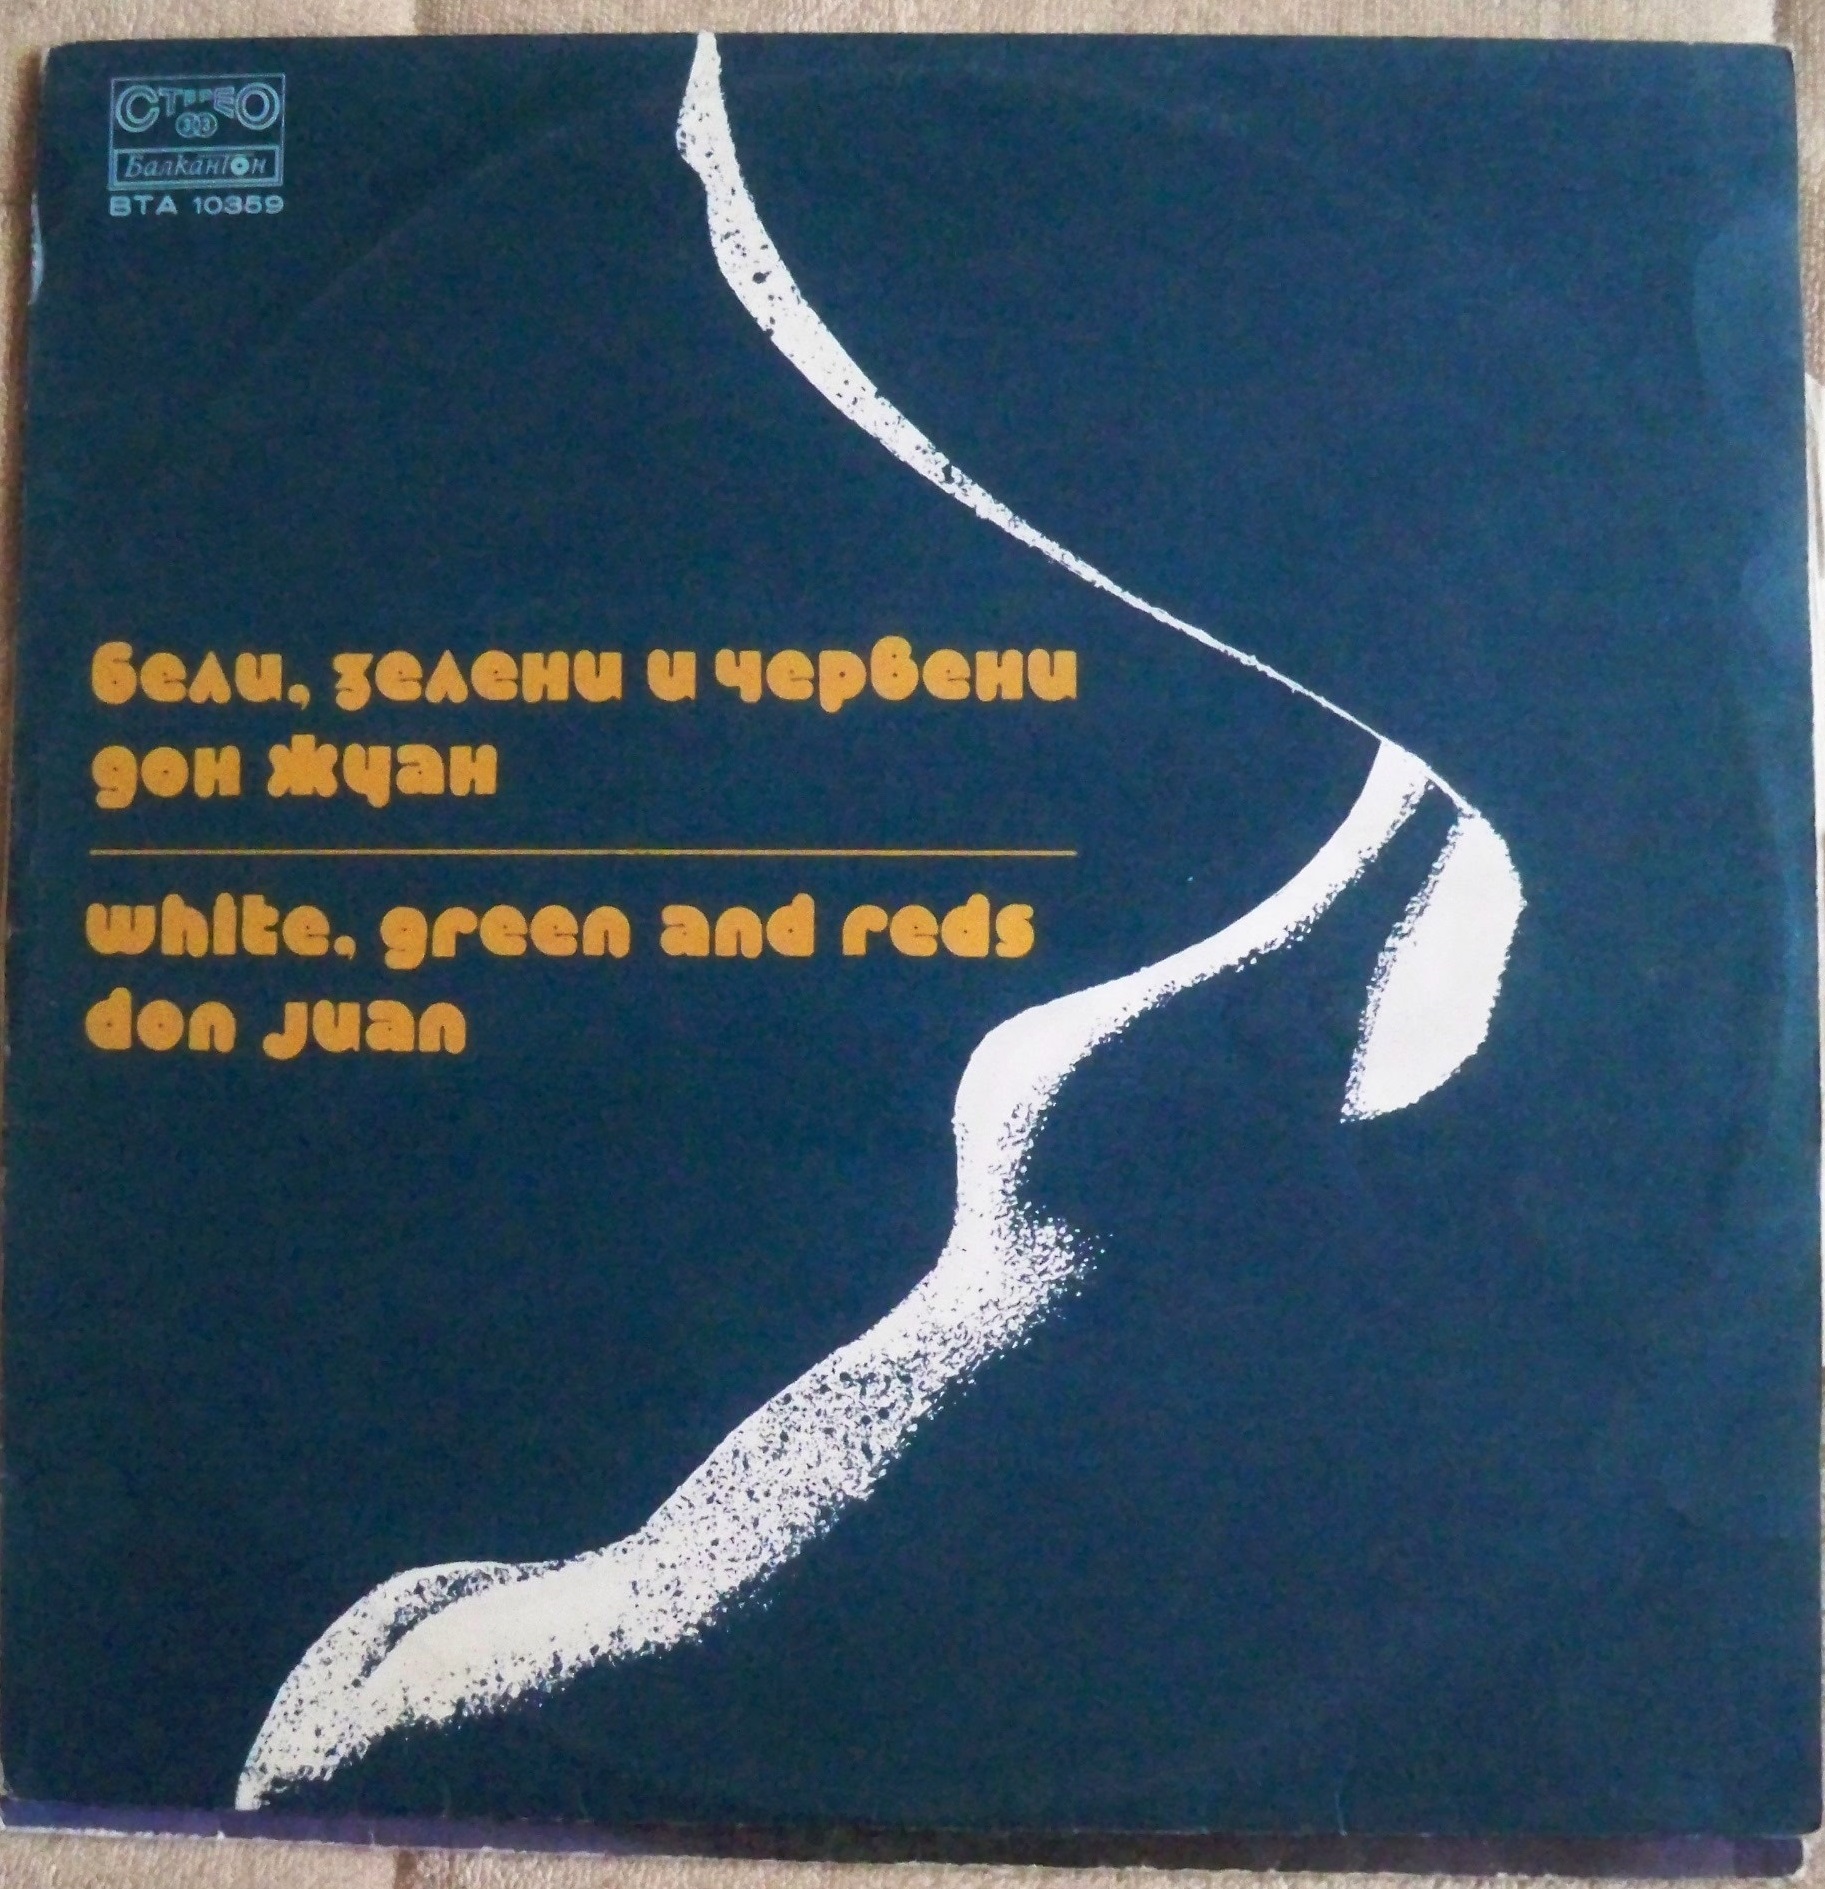 СТЕРЕО
33
Балкантон
ВТА 10359
бели, зелени и червени
дон жуан
white, green and reds
don juan